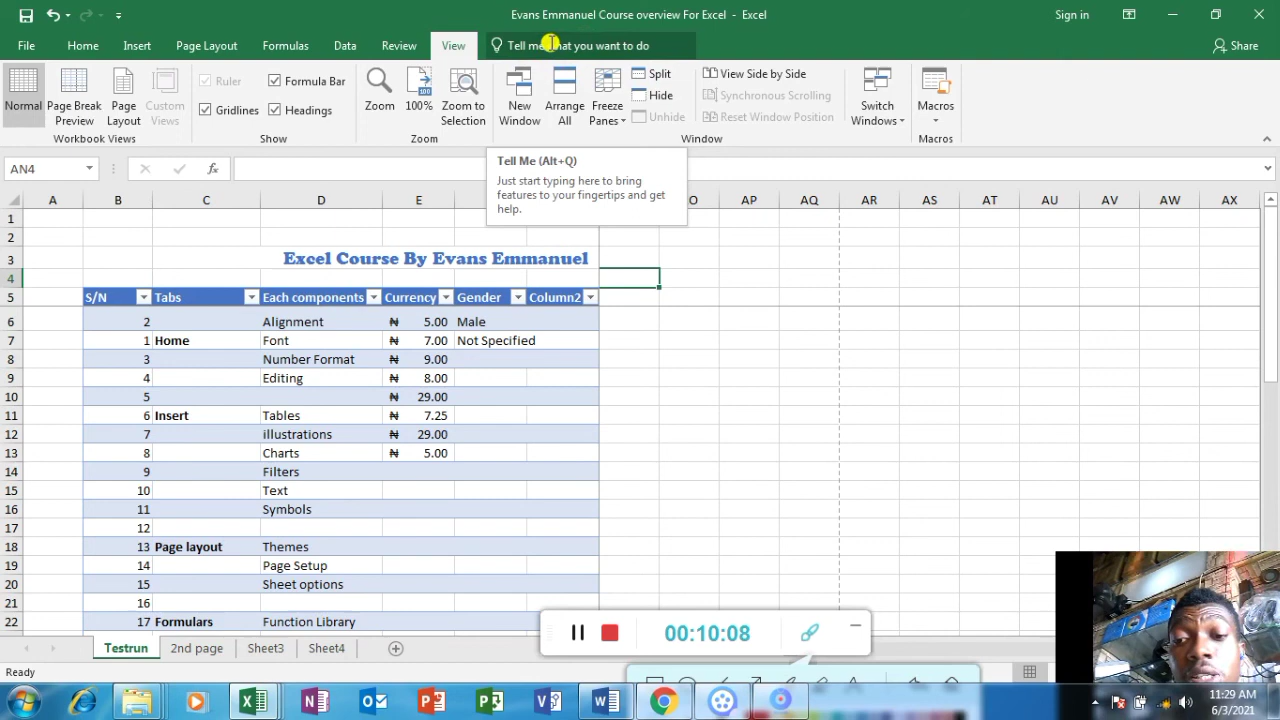 Evans Emmanuel Course overview For Excel - Excel
Sign in
File Home Insert Page Layout Formulas Data Review View Tell me what you want to do Share
Normal
Page Break Preview
Page Layout
Custom Views
Workbook Views
Ruler
Formula Bar
Gridlines
Headings
Show
Zoom
100%
Zoom to Selection
Zoom
New Window
Arrange All
Freeze Panes
Split
Hide
Unhide
View Side by Side
Synchronous Scrolling
Reset Window Position
Window
Switch Windows
Macros
Macros
AN4
fx
Tell Me (Alt+Q)
Just start typing here to bring
features to your fingertips and get
help.
A B C D E O AP AQ AR AS AT AU AV AW AX
1
2
3 Excel Course By Evans Emmanuel
4
5 S/N Tabs Each components Currency Gender Column2
6 2 Alignment ₦ 5.00 Male
7 1 Home Font ₦ 7.00 Not Specified
8 3 Number Format ₦ 9.00
9 4 Editing ₦ 8.00
10 5 ₦ 29.00
11 6 Insert Tables ₦ 7.25
12 7 illustrations ₦ 29.00
13 8 Charts ₦ 5.00
14 9 Filters
15 10 Text
16 11 Symbols
17 12
18 13 Page layout Themes
19 14 Page Setup
20 15 Sheet options
21 16
22 17 Formulars Function Library
00:10:08
Testrun 2nd page Sheet3 Sheet4
Ready
11:29 AM
6/3/2021